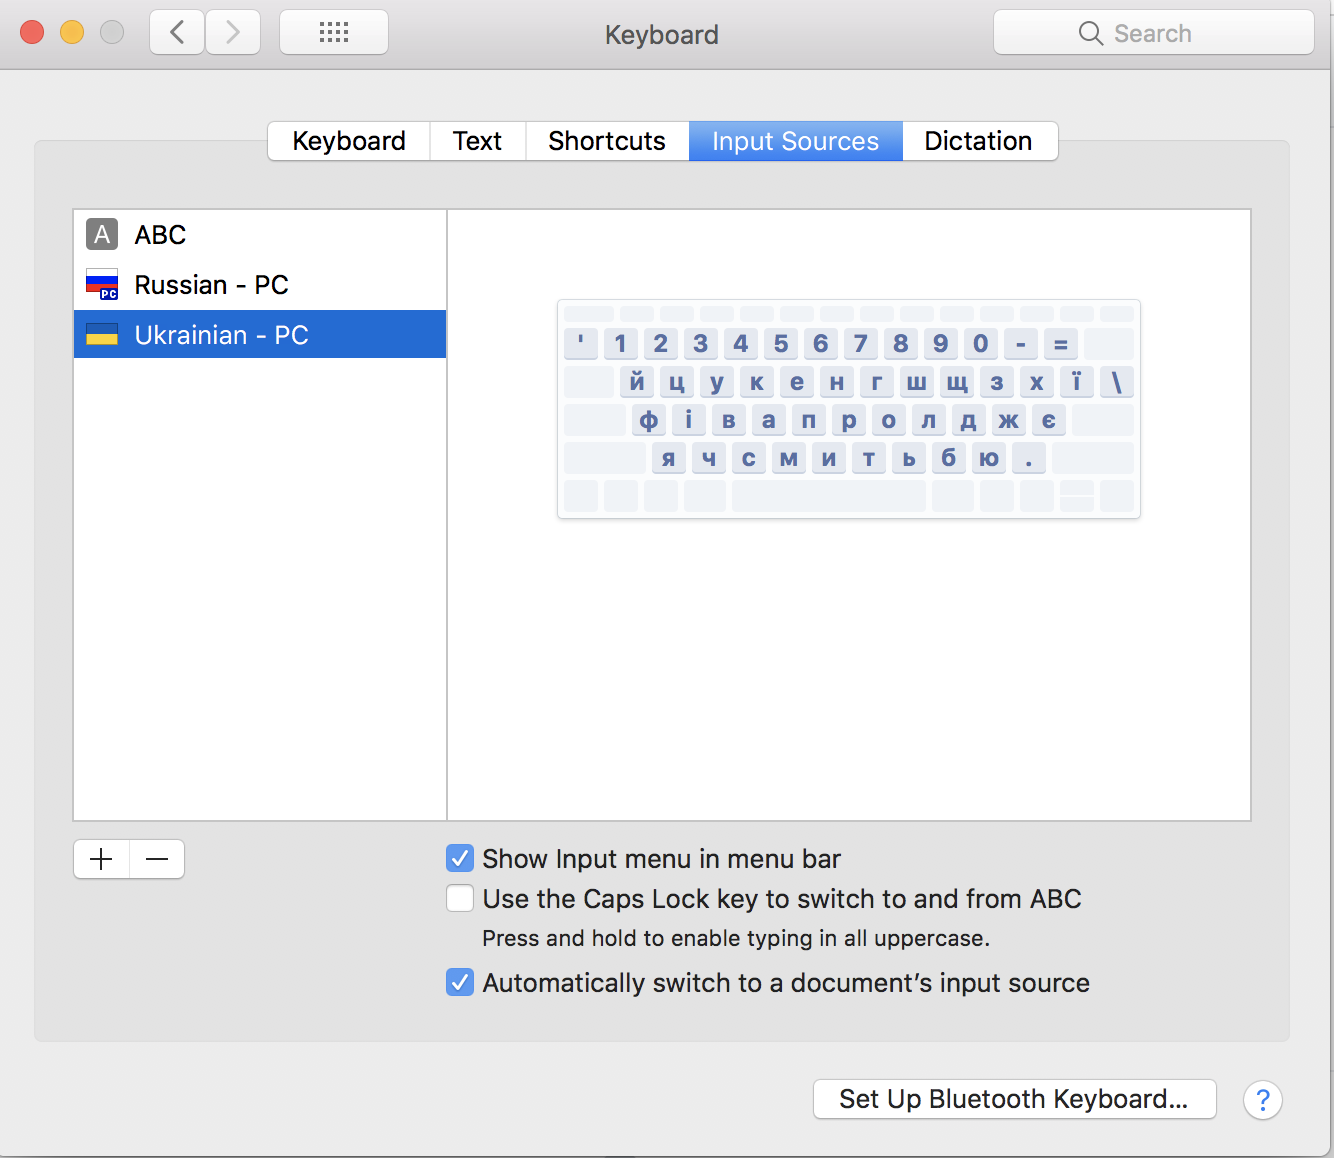 Keyboard
Search
Keyboard Text Shortcuts Input Sources Dictation
A ABC
PC Russian - PC
Ukrainian - PC
' 1 2 3 4 5 6 7 8 9 0 - =
й ц у к е н г ш щ з х ї \
ф і в а п р о л д ж є
я ч с м и т ь б ю .
+ −
Show Input menu in menu bar
Use the Caps Lock key to switch to and from ABC
Press and hold to enable typing in all uppercase.
Automatically switch to a document’s input source
Set Up Bluetooth Keyboard... ?